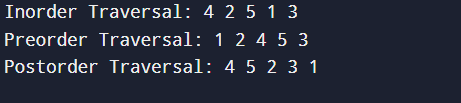 Inorder Traversal: 4 2 5 1 3
Preorder Traversal: 1 2 4 5 3
Postorder Traversal: 4 5 2 3 1